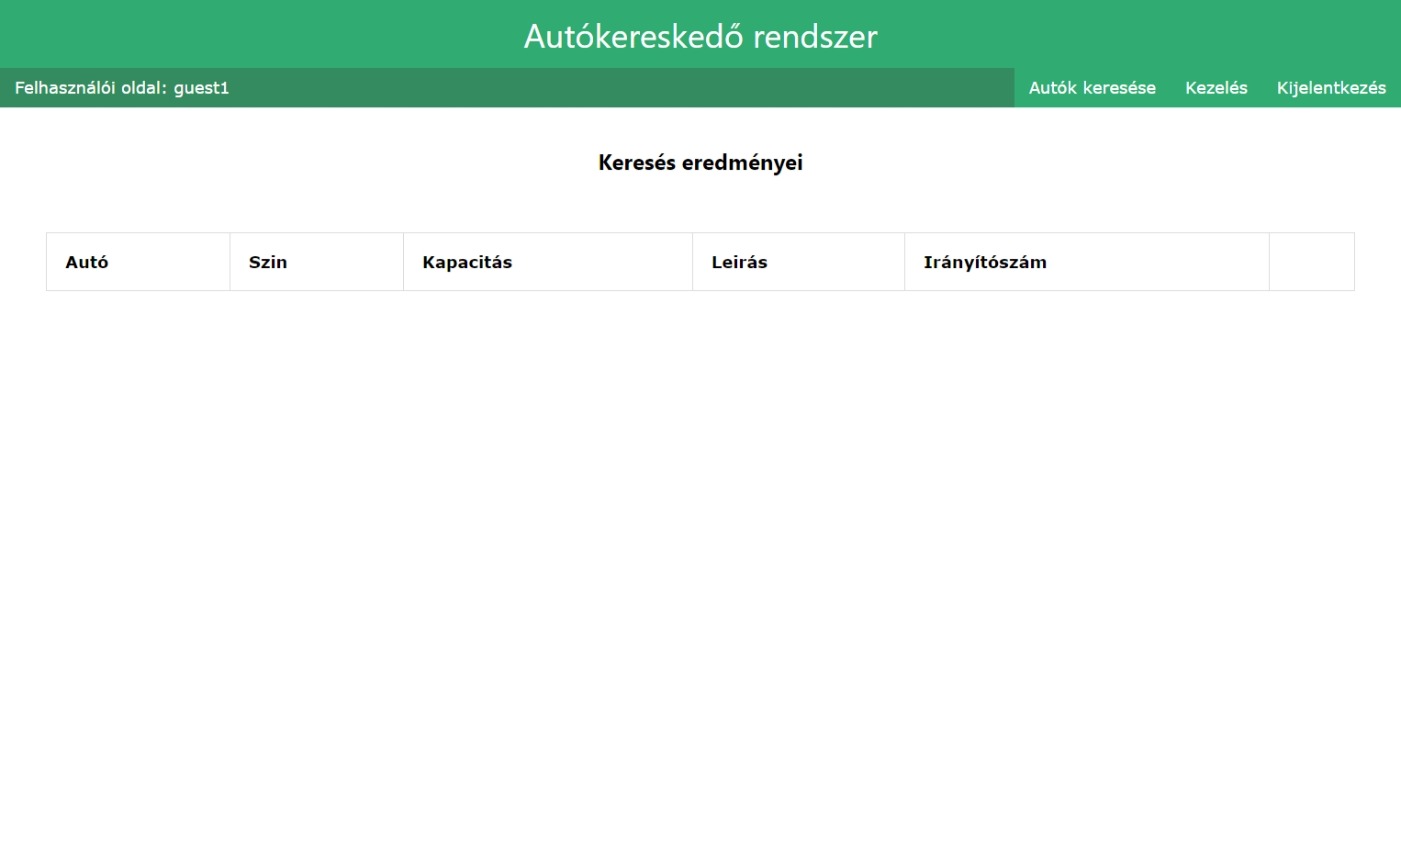 Autókereskedő rendszer
Felhasználói oldal: guest1 Autók keresése Kezelés Kijelentkezés
Keresés eredményei
Autó Szin Kapacitás Leirás Irányítószám